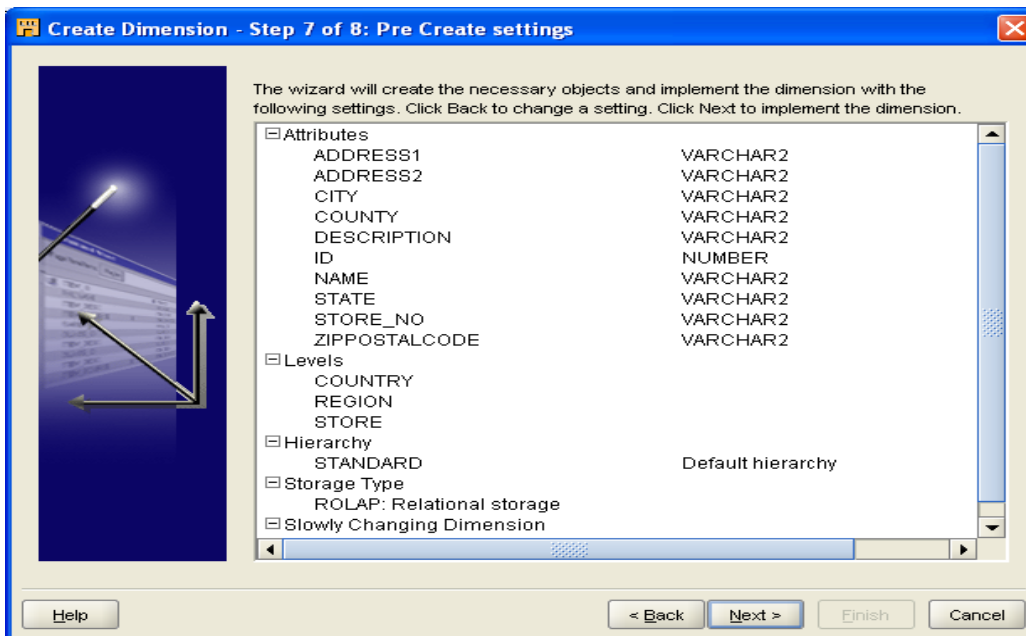 Create Dimension - Step 7 of 8: Pre Create settings
The wizard will create the necessary objects and implement the dimension with the
following settings. Click Back to change a setting. Click Next to implement the dimension.
Attributes
ADDRESS1 VARCHAR2
ADDRESS2 VARCHAR2
CITY VARCHAR2
COUNTY VARCHAR2
DESCRIPTION VARCHAR2
ID NUMBER
NAME VARCHAR2
STATE VARCHAR2
STORE_NO VARCHAR2
ZIPPOSTALCODE VARCHAR2
Levels
COUNTRY
REGION
STORE
Hierarchy
STANDARD Default hierarchy
Storage Type
ROLAP: Relational storage
Slowly Changing Dimension
Help < Back Next > Finish Cancel